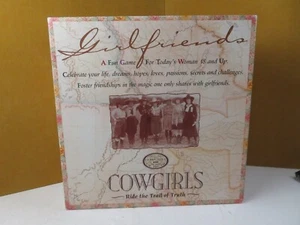 Girlfriends
A Fun Game For Today's Woman 18 and Up
Celebrate your life, dreams, hopes, loves, passions, secrets and challenges.
Foster friendships in the magic one only shares with girlfriends.
COWGIRLS
Ride the Trail of Truth